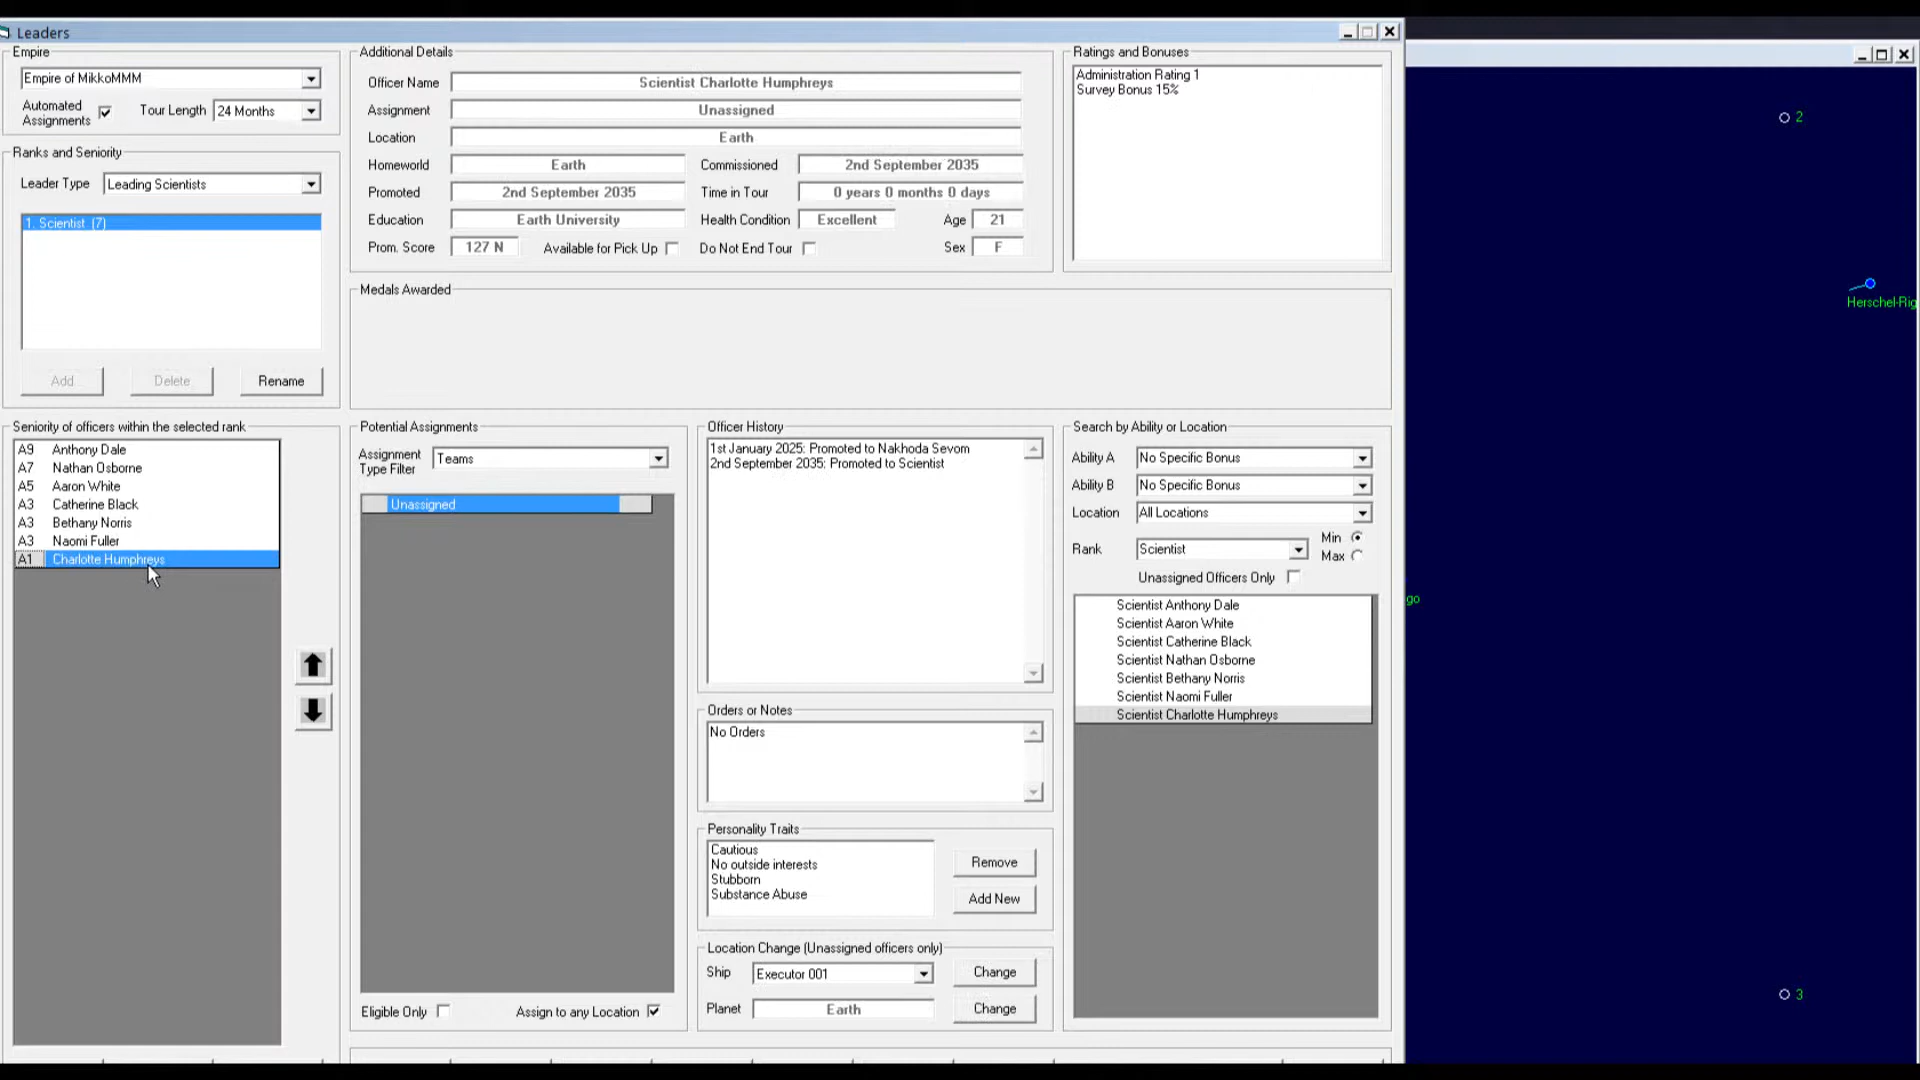 Leaders
Empire
Empire of MikkoMMM
Automated Assignments
Tour Length
24 Months
Ranks and Seniority
Leader Type
Leading Scientists
1. Scientist (7)
Add
Delete
Rename
Additional Details
Officer Name
Scientist Charlotte Humphreys
Assignment
Unassigned
Location
Earth
Homeworld
Earth
Commissioned
2nd September 2035
Promoted
2nd September 2035
Time in Tour
0 years 0 months 0 days
Education
Earth University
Health Condition
Excellent
Age
21
Prom. Score
127 N
Available for Pick Up
Do Not End Tour
Sex
F
Ratings and Bonuses
Administration Rating 1
Survey Bonus 15%
Medals Awarded
Seniority of officers within the selected rank
A9 Anthony Dale
A7 Nathan Osborne
A5 Aaron White
A3 Catherine Black
A3 Bethany Norris
A3 Naomi Fuller
A1 Charlotte Humphreys
Potential Assignments
Assignment Type Filter
Teams
Unassigned
Eligible Only
Assign to any Location
Officer History
1st January 2025: Promoted to Nakhoda Sevom
2nd September 2035: Promoted to Scientist
Orders or Notes
No Orders
Personality Traits
Cautious
No outside interests
Stubborn
Substance Abuse
Remove
Add New
Location Change (Unassigned officers only)
Ship
Executor 001
Change
Planet
Earth
Change
Search by Ability or Location
Ability A
No Specific Bonus
Ability B
No Specific Bonus
Location
All Locations
Rank
Scientist
Min
Max
Unassigned Officers Only
Scientist Anthony Dale
Scientist Aaron White
Scientist Catherine Black
Scientist Nathan Osborne
Scientist Bethany Norris
Scientist Naomi Fuller
Scientist Charlotte Humphreys
2
Herschel-Rig
go
3